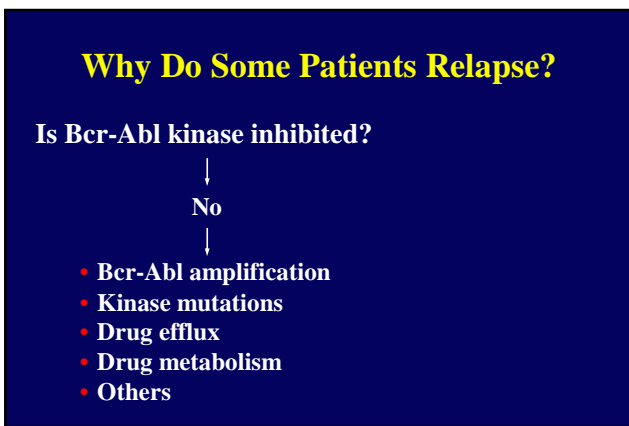 Why Do Some Patients Relapse?
Is Bcr-Abl kinase inhibited?
No
• Bcr-Abl amplification
• Kinase mutations
• Drug efflux
• Drug metabolism
• Others